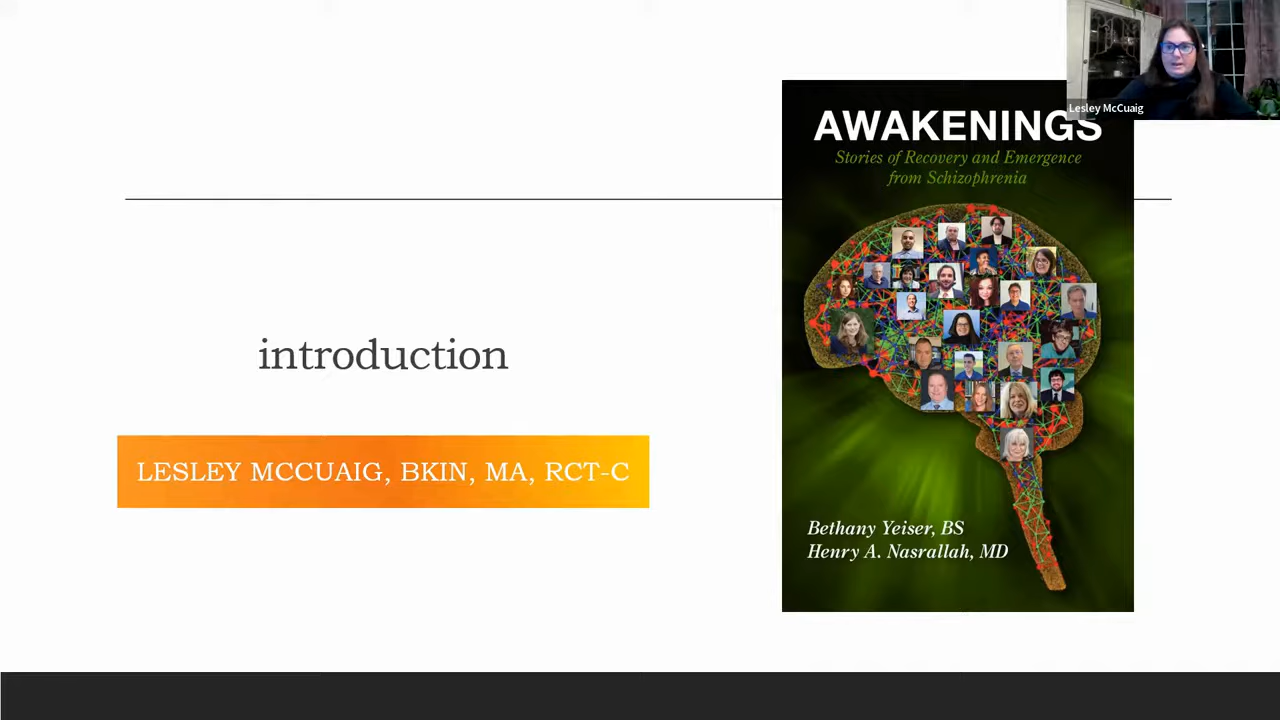 introduction
LESLEY MCCUAIG, BKIN, MA, RCT-C
AWAKENINGS
Stories of Recovery and Emergence
from Schizophrenia
Bethany Yeiser, BS
Henry A. Nasrallah, MD
Lesley McCuaig